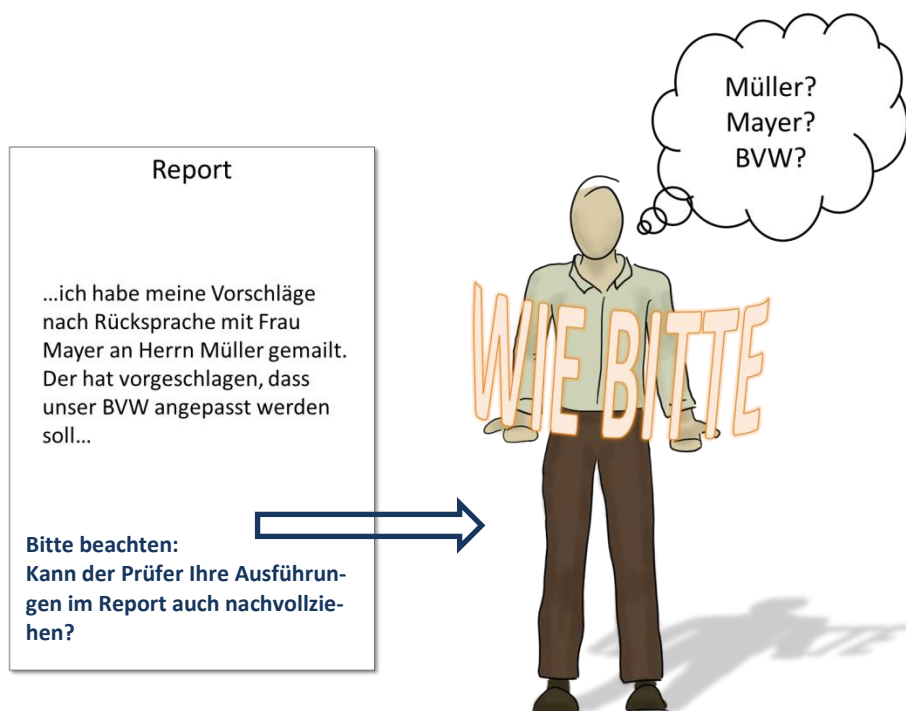 Müller?
Mayer?
BVW?
Report
...ich habe meine Vorschläge
nach Rücksprache mit Frau
Mayer an Herrn Müller gemailt.
Der hat vorgeschlagen, dass
unser BVW angepasst werden
soll...
Bitte beachten:
Kann der Prüfer Ihre Ausführun-
gen im Report auch nachvollzie-
hen?
WIE BITTE